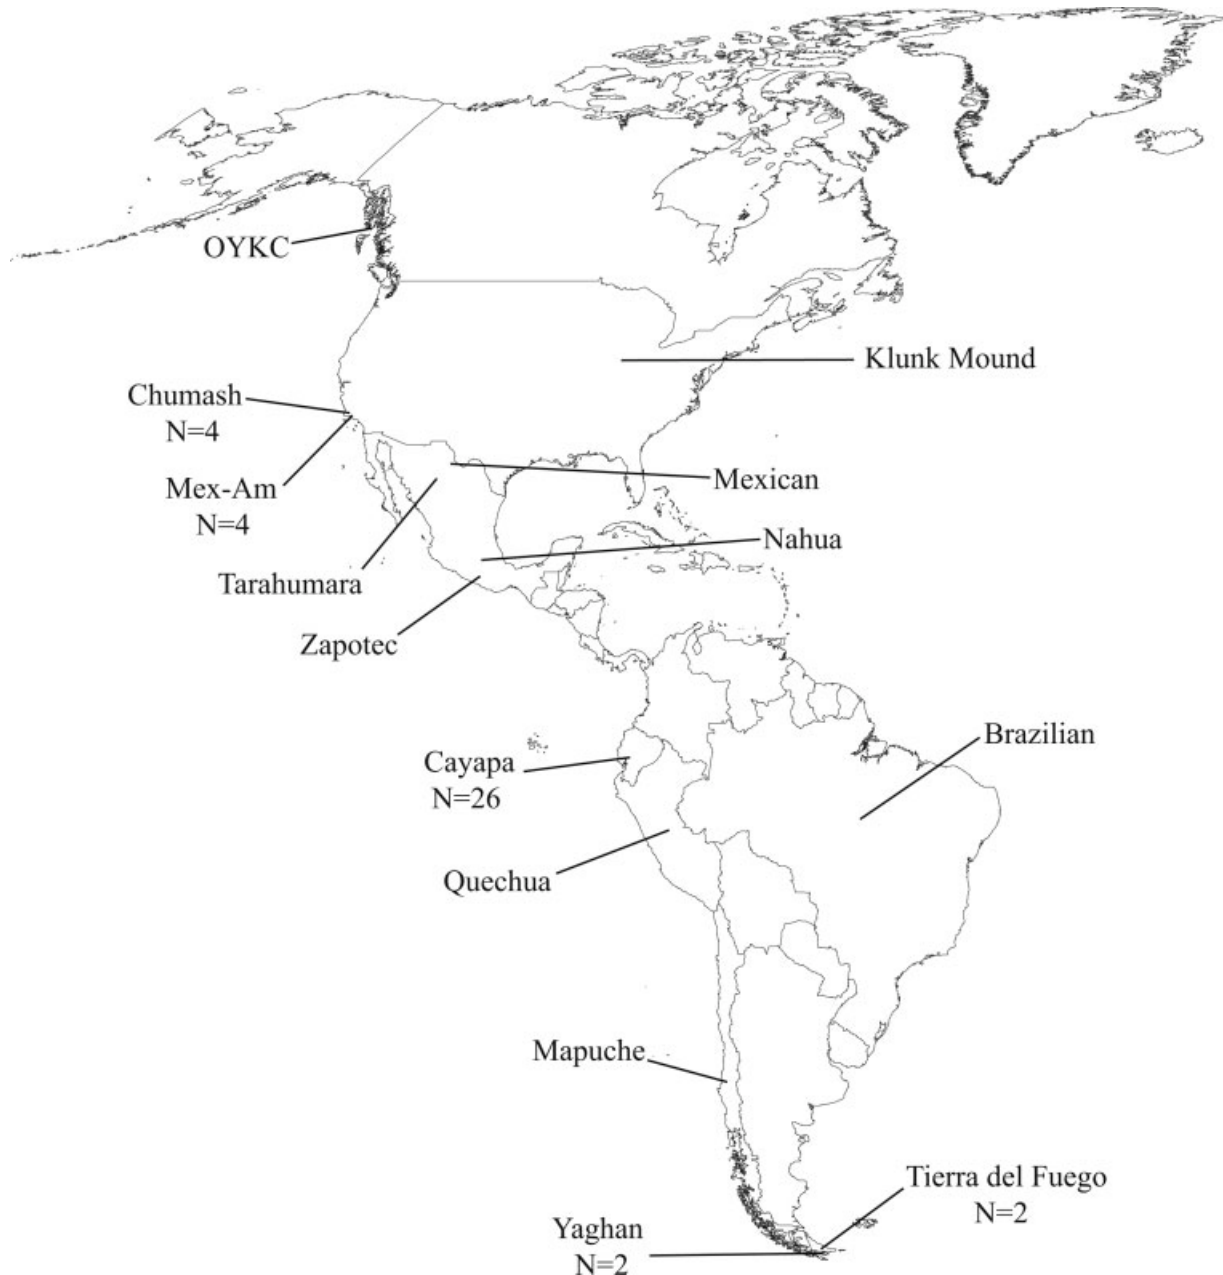 OYKC
Klunk Mound
Chumash
N=4
Mex-Am
N=4
Mexican
Nahua
Tarahumara
Zapotec
Brazilian
Cayapa
N=26
Quechua
Mapuche
Tierra del Fuego
N=2
Yaghan
N=2